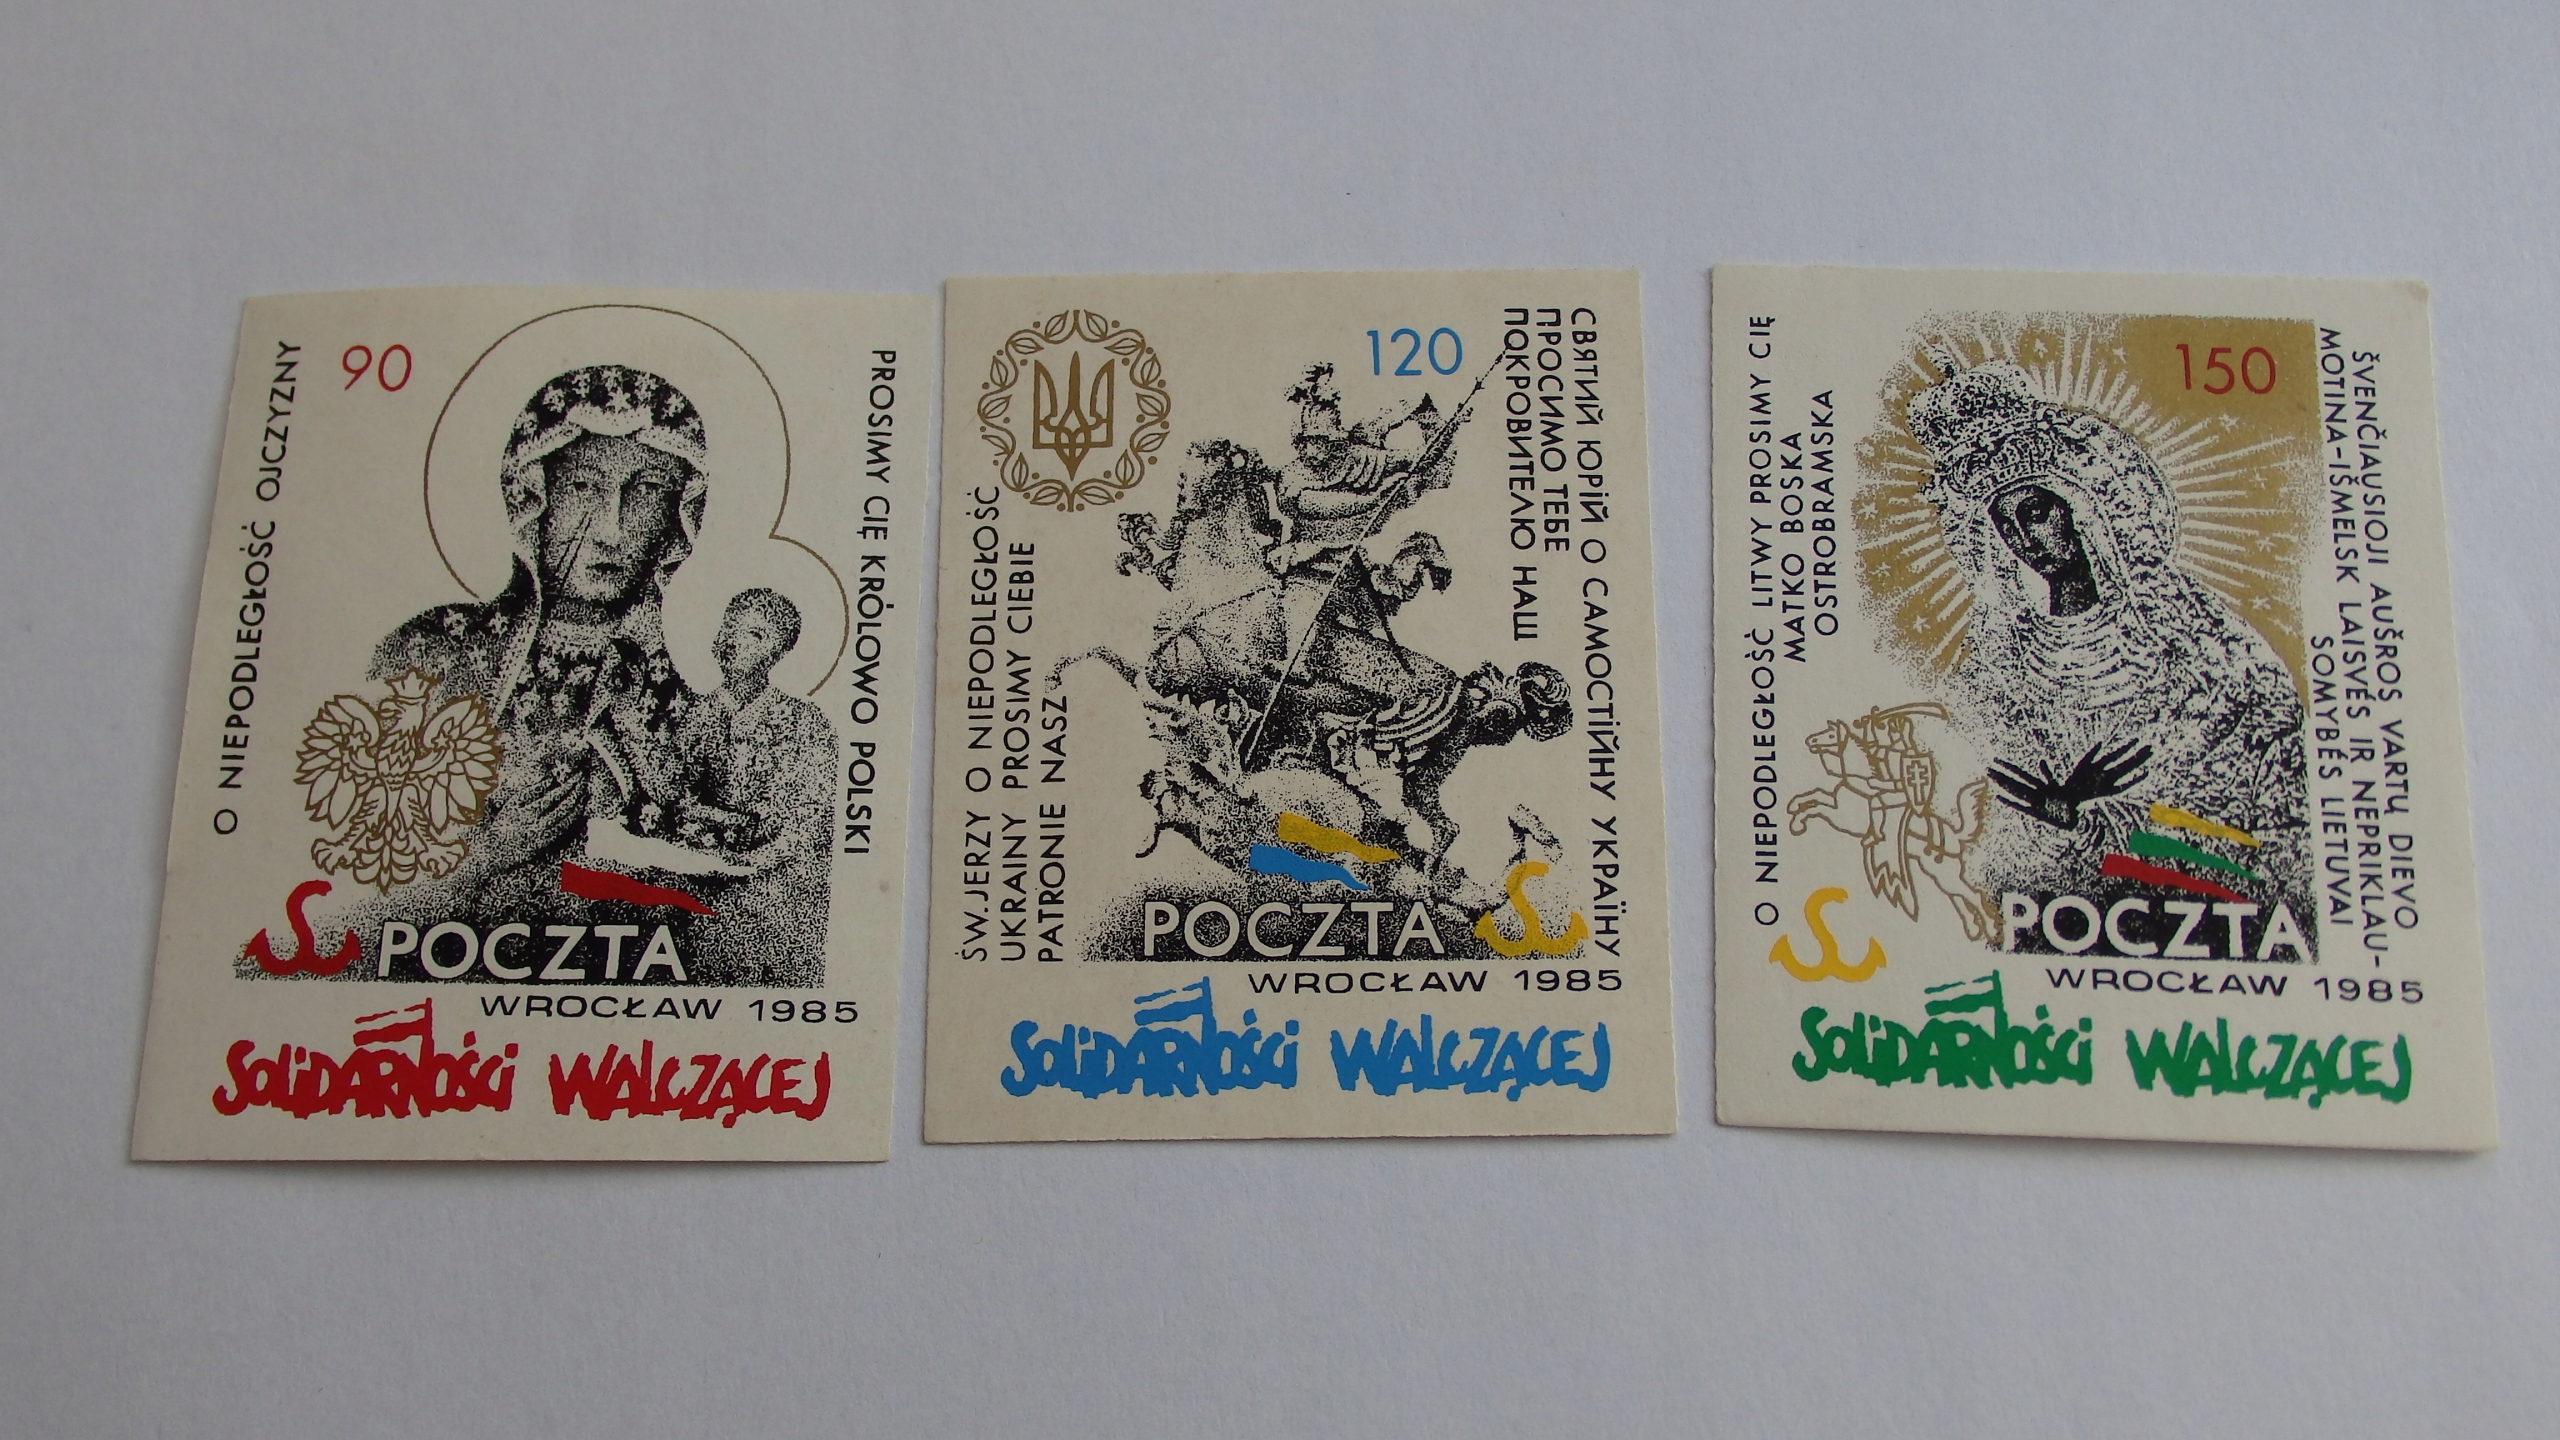 O NIEPODLEGŁOŚĆ OJCZYZNY
90
PROSIMY CIĘ KRÓLOWO POLSKI
POCZTA
WROCŁAW 1985
SOLIDARNOŚCI WALCZĄCEJ
ŚW. JERZY O NIEPODLEGŁOŚĆ
UKRAINY PROSIMY CIEBIE
PATRONIE NASZ
120
СВЯТИЙ ЮРІЙ О САМОСТІЙНУ УКРАЇНУ
ПРОСИМО ТЕБЕ
ПОКРОВИТЕЛЮ НАШ
POCZTA
WROCŁAW 1985
SOLIDARNOŚCI WALCZĄCEJ
O NIEPODLEGŁOŚĆ LITWY PROSIMY CIĘ
MATKO BOSKA
OSTROBRAMSKA
150
ŠVENČIAUSIOJI AUŠROS VARTŲ DIEVO
MOTINA-IŠMELSK LAISVÉS IR NEPRIKLAU-
SOMYBÉS LIETUVAI
POCZTA
WROCŁAW 1985
SOLIDARNOŚCI WALCZĄCEJ